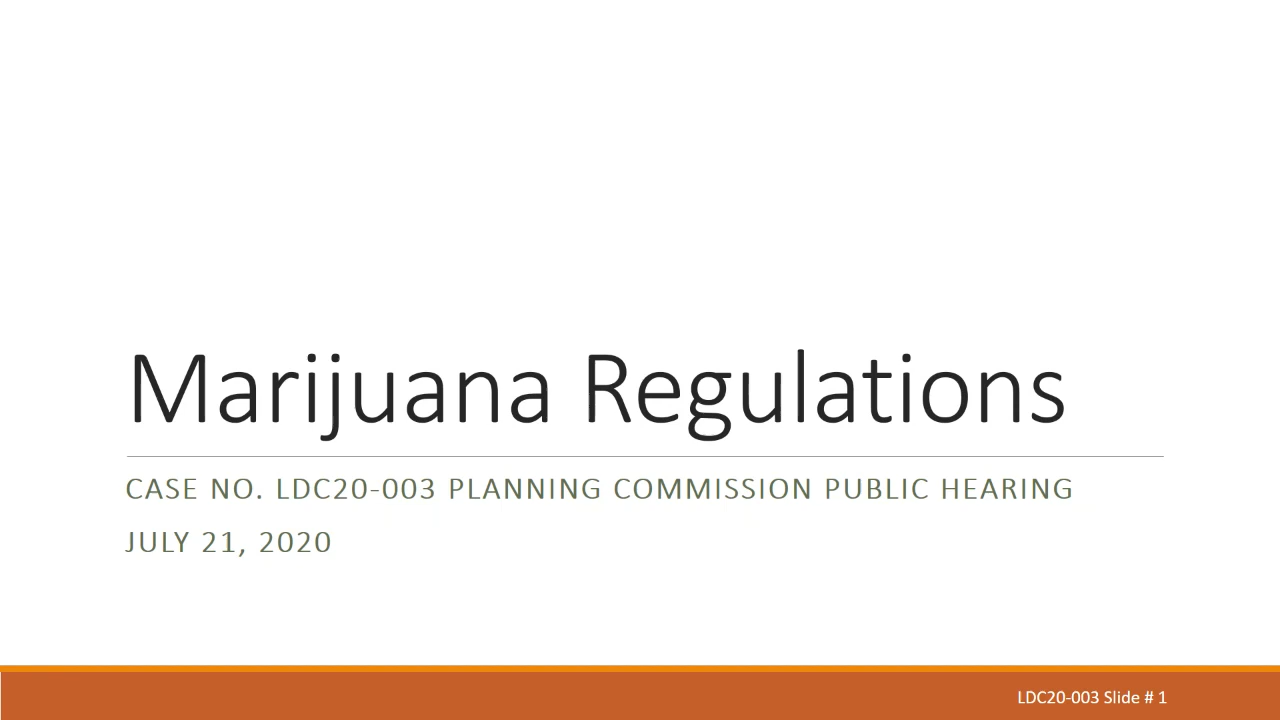 Marijuana Regulations
CASE NO. LDC20-003 PLANNING COMMISSION PUBLIC HEARING
JULY 21, 2020
LDC20-003 Slide # 1